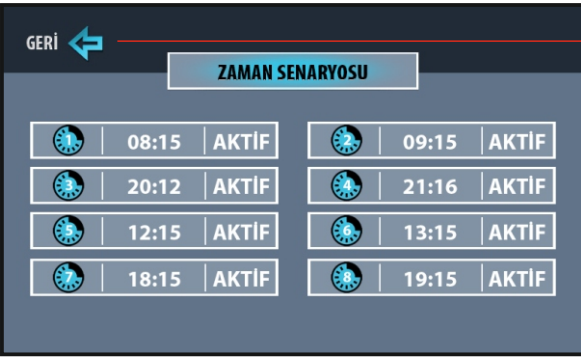 GERİ
ZAMAN SENARYOSU
1 08:15 AKTİF 2 09:15 AKTİF
3 20:12 AKTİF 4 21:16 AKTİF
5 12:15 AKTİF 6 13:15 AKTİF
7 18:15 AKTİF 8 19:15 AKTİF